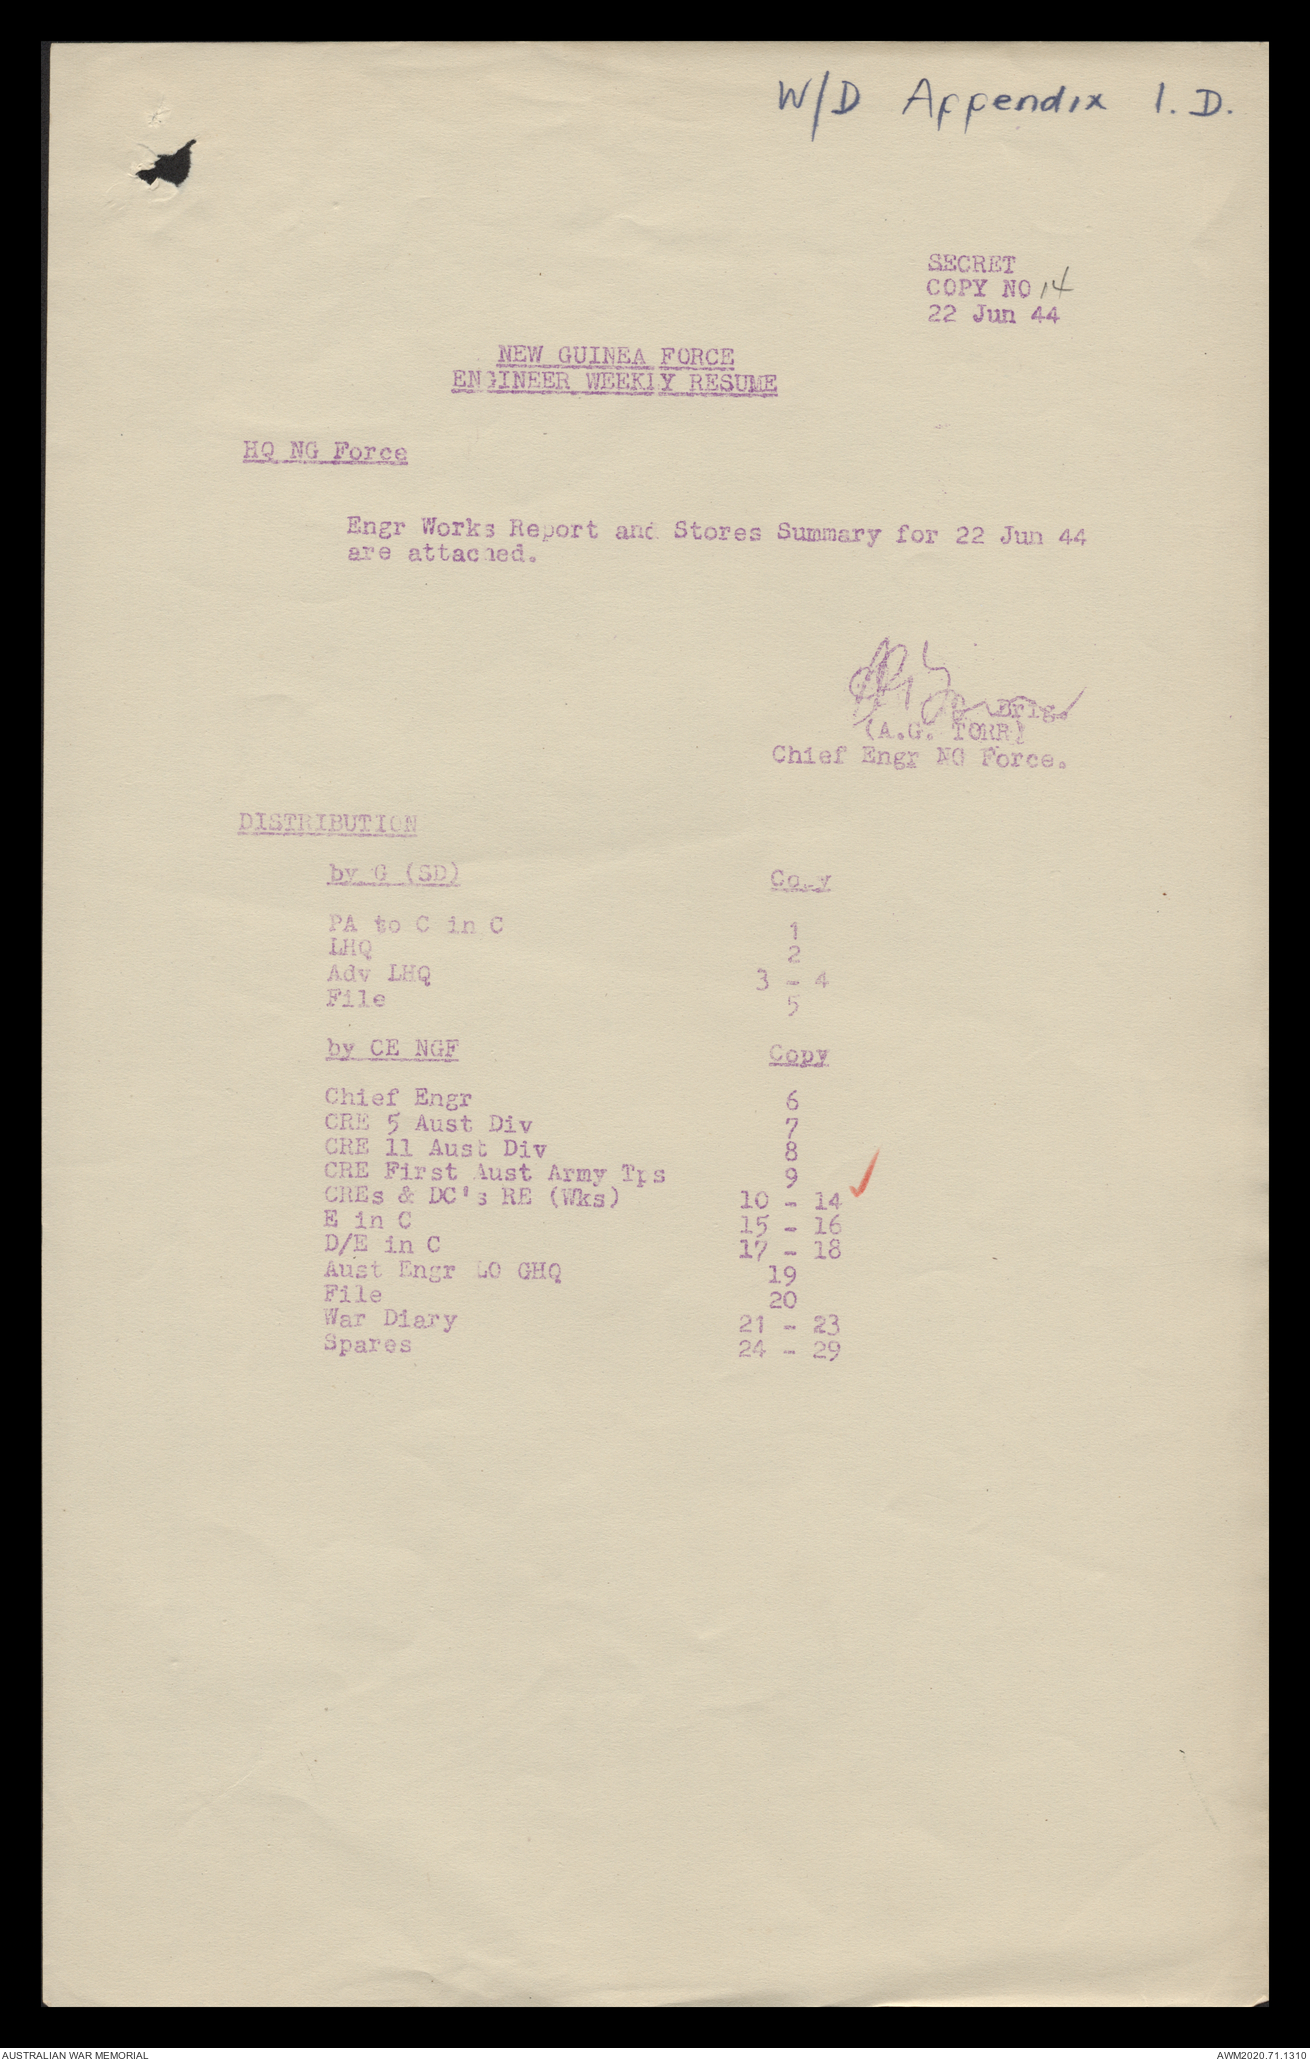 W/D Appendix 1. D.
SECRET
COPY NO 14
22 Jun 44
NEW GUINEA FORCE
ENGINEER WEEKLY RESUME
HQ NG Force
Engr Works Report and Stores Summary for 22 Jun 44
are attached.
Brig.
(A.G. TORR)
Chief Engr NG Force.
DISTRIBUTION
by G (SD) Copy
PA to C in C 1
LHQ 2
Adv LHQ 3 - 4
File 5
by CE NGF Copy
Chief Engr 6
CRE 5 Aust Div 7
CRE 11 Aust Div 8
CRE First Aust Army Tps 9
CREs & DC's RE (Wks) 10 - 14
E in C 15 - 16
D/E in C 17 - 18
Aust Engr LO GHQ 19
File 20
War Diary 21 - 23
Spares 24 - 29
AUSTRALIAN WAR MEMORIAL
AWM2020.71.1310